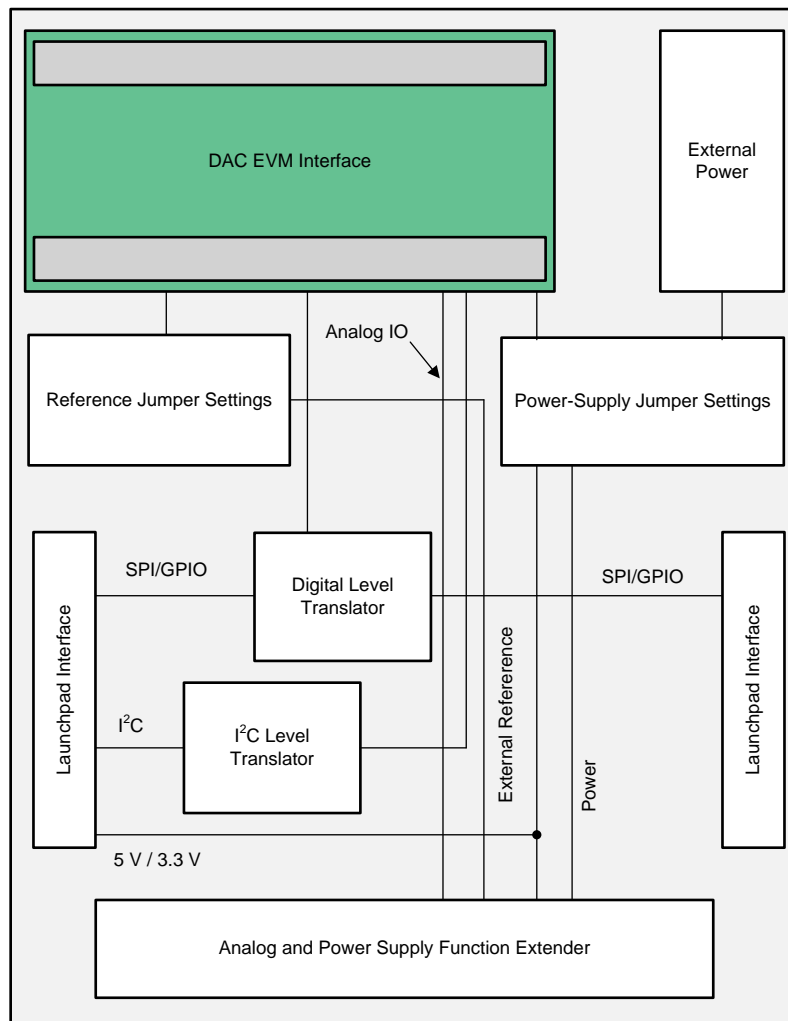 DAC EVM Interface
External
Power
Analog IO
Reference Jumper Settings
Power-Supply Jumper Settings
SPI/GPIO
Digital Level
Translator
SPI/GPIO
Launchpad Interface
Launchpad Interface
I²C
I²C Level
Translator
External Refererence
Power
5 V / 3.3 V
Analog and Power Supply Function Extender